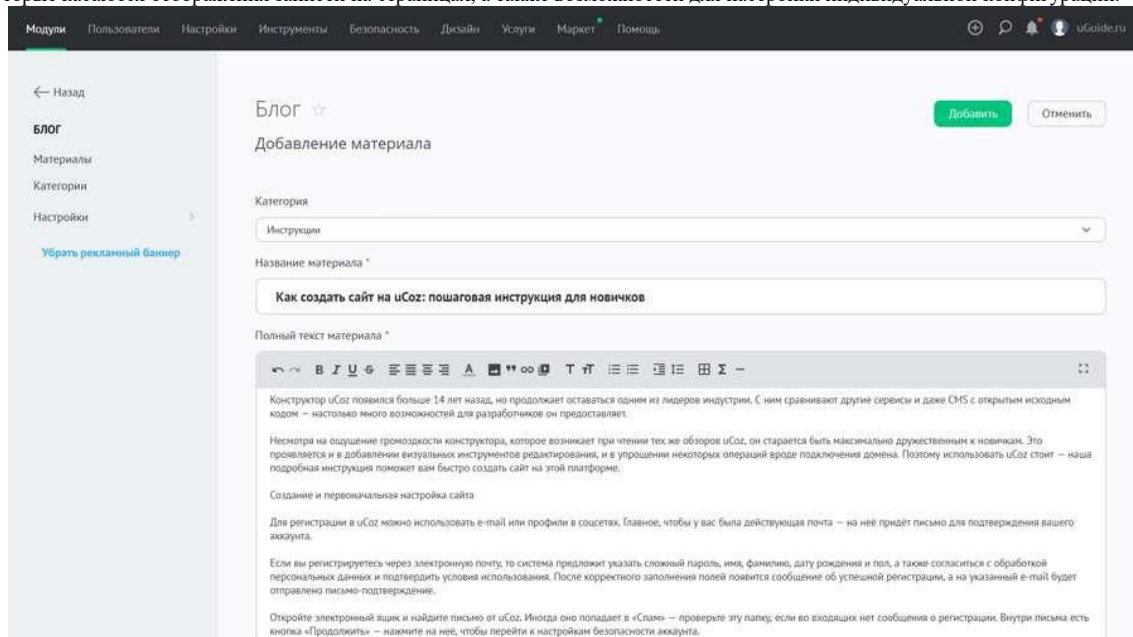 Модули Пользователи Настройки Инструменты Безопасность Дизайн Услуги Маркет Помощь uGuide.ru
← Назад
БЛОГ
Материалы
Категории
Настройки
Убрать рекламный баннер
Блог
Добавить Отменить
Добавление материала
Категория
Инструкции
Название материала *
Как создать сайт на uCoz: пошаговая инструкция для новичков
Полный текст материала *
Конструктор uCoz появился больше 14 лет назад, но продолжает оставаться одним из лидеров индустрии. С ним сравнивают другие сервисы и даже CMS с открытым исходным
кодом — настолько много возможностей для разработчиков он предоставляет.
Несмотря на ощущение громоздкости конструктора, которое возникает при чтении тех же обзоров uCoz, он старается быть максимально дружественным к новичкам. Это
проявляется и в добавлении визуальных инструментов редактирования, и в упрощении некоторых операций вроде подключения домена. Поэтому использовать uCoz стоит — наша
подробная инструкция поможет вам быстро создать сайт на этой платформе.
Создание и первоначальная настройка сайта
Для регистрации в uCoz можно использовать e-mail или профили в соцсетях. Главное, чтобы у вас была действующая почта — на неё придёт письмо для подтверждения вашего
аккаунта.
Если вы регистрируетесь через электронную почту, то система предложит указать сложный пароль, имя, фамилию, дату рождения и пол, а также согласиться с обработкой
персональных данных и подтвердить условия использования. После корректного заполнения полей появится сообщение об успешной регистрации, а на указанный e-mail будет
отправлено письмо-подтверждение.
Откройте электронный ящик и найдите письмо от uCoz. Иногда оно попадает в «Спам» — проверьте эту папку, если во входящих нет сообщения о регистрации. Внутри письма есть
кнопка «Продолжить» — нажмите на неё, чтобы перейти к настройкам безопасности аккаунта.